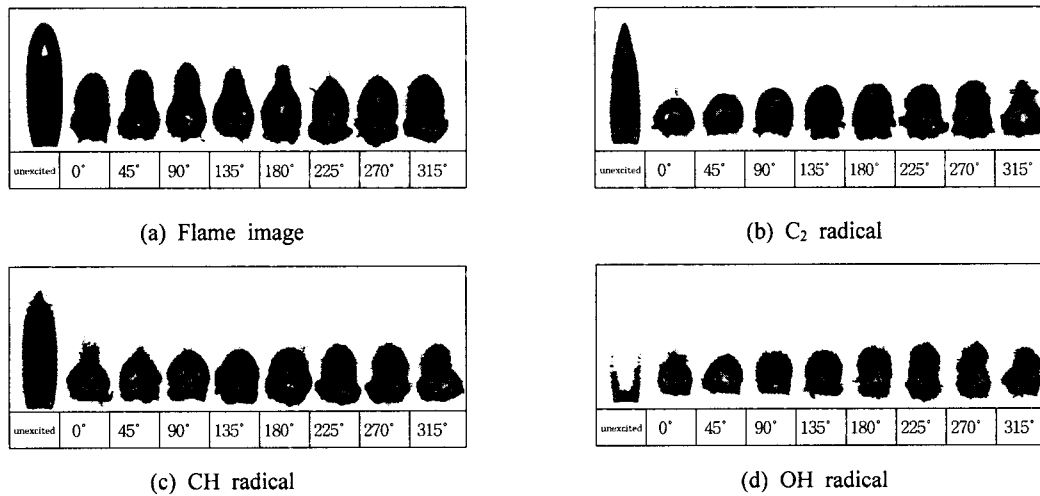 unexcited 0° 45° 90° 135° 180° 225° 270° 315°
(a) Flame image
unexcited 0° 45° 90° 135° 180° 225° 270° 315°
(b) C₂ radical
unexcited 0° 45° 90° 135° 180° 225° 270° 315°
(c) CH radical
unexcited 0° 45° 90° 135° 180° 225° 270° 315°
(d) OH radical